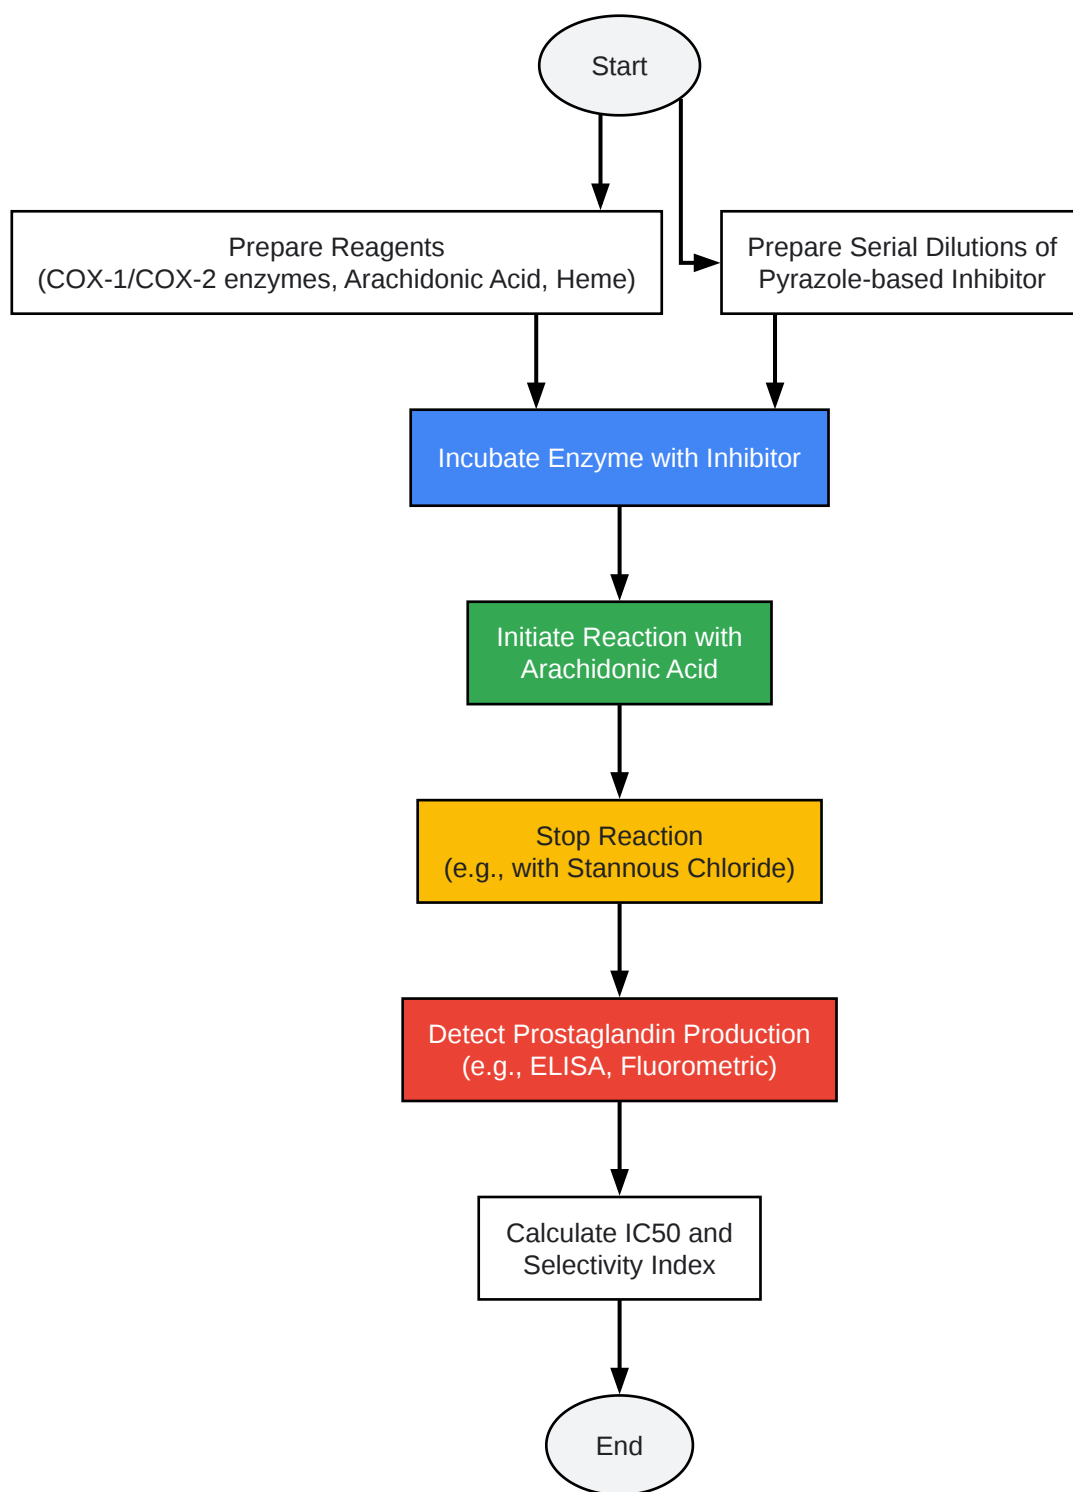 Start
Prepare Reagents
(COX-1/COX-2 enzymes, Arachidonic Acid, Heme)
Prepare Serial Dilutions of
Pyrazole-based Inhibitor
Incubate Enzyme with Inhibitor
Initiate Reaction with
Arachidonic Acid
Stop Reaction
(e.g., with Stannous Chloride)
Detect Prostaglandin Production
(e.g., ELISA, Fluorometric)
Calculate IC50 and
Selectivity Index
End